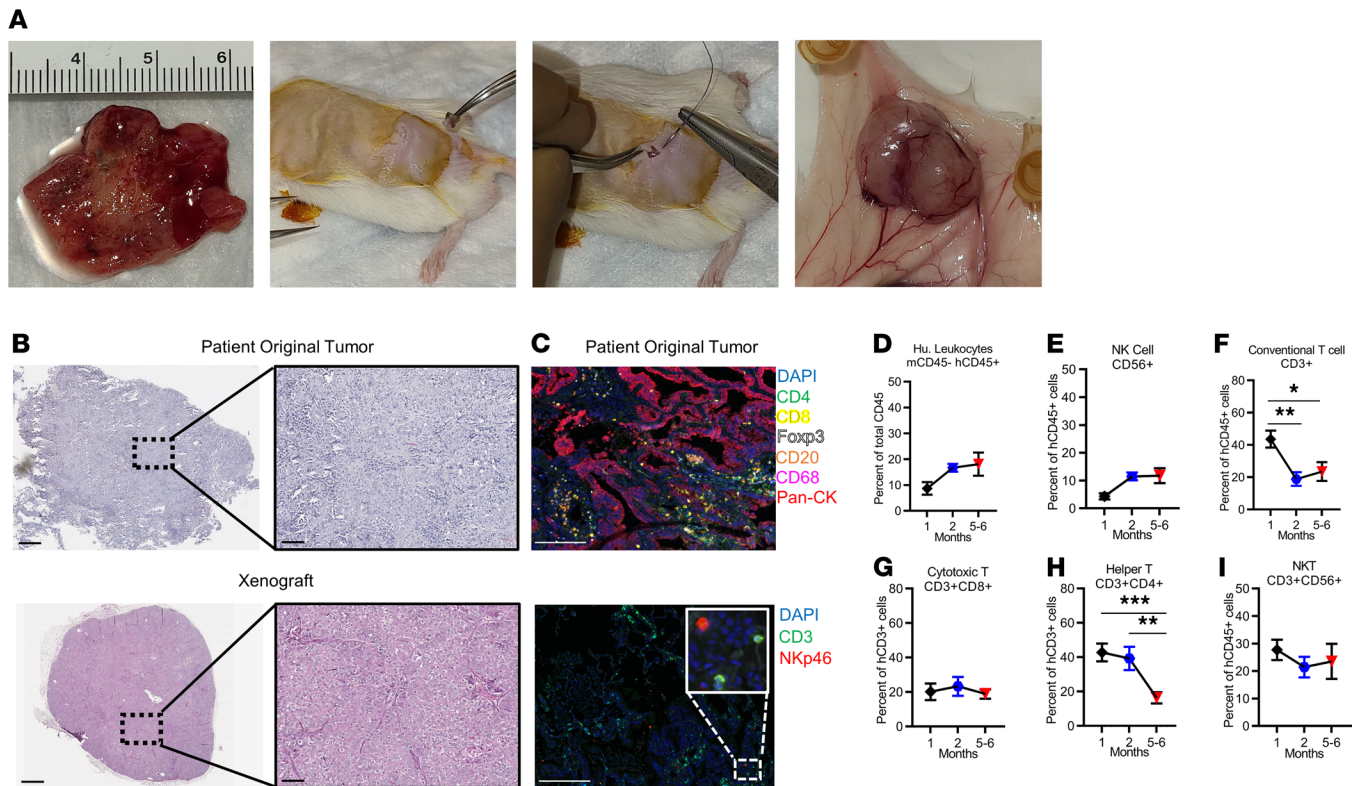 A
4 5 6
B
Patient Original Tumor
Xenograft
C
Patient Original Tumor
DAPI
CD4
CD8
Foxp3
CD20
CD68
Pan-CK
DAPI
CD3
NKp46
D
Hu. Leukocytes
mCD45- hCD45+
Percent of total CD45
50
40
30
20
10
0
1 2 5-6
Months
E
NK Cell
CD56+
Percent of hCD45+ cells
50
40
30
20
10
0
1 2 5-6
Months
F
Conventional T cell
CD3+
Percent of hCD45+ cells
80
60
40
20
0
*
**
1 2 5-6
Months
G
Cytotoxic T
CD3+CD8+
Percent of hCD3+ cells
80
60
40
20
0
1 2 5-6
Months
H
Helper T
CD3+CD4+
Percent of hCD3+ cells
80
60
40
20
0
***
**
1 2 5-6
Months
I
NKT
CD3+CD56+
Percent of hCD45+ cells
50
40
30
20
10
0
1 2 5-6
Months